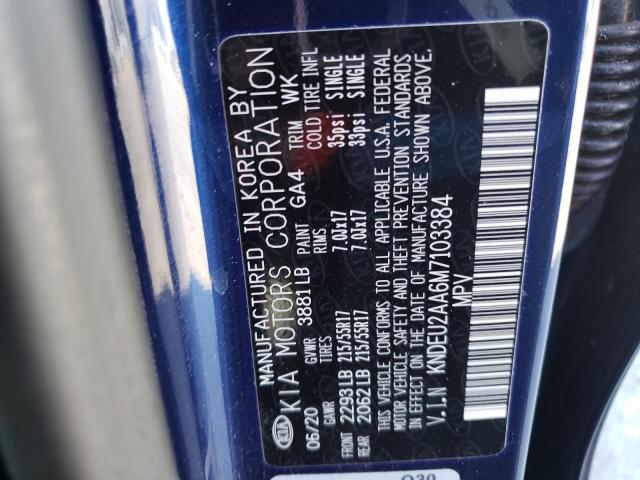 MANUFACTURED IN KOREA BY
KIA KIA MOTORS CORPORATION
06/20 3881LB PAINT GA4 TRIM WK
GVWR
GAWR TIRES RIMS. COLD TIRE INFL
FRONT 2293LB 215/55R17 7.0Jx17 35psi SINGLE
REAR 2062LB 215/55R17 7.0Jx17 33psi SINGLE
THIS VEHICLE CONFORMS TO ALL APPLICABLE U.S.A. FEDERAL
MOTOR VEHICLE SAFETY AND THEFT PREVENTION STANDARDS
IN EFFECT ON THE DATE OF MANUFACTURE SHOWN ABOVE.
V.I.N KNDEU2AA6M7103384
MPV
Q30